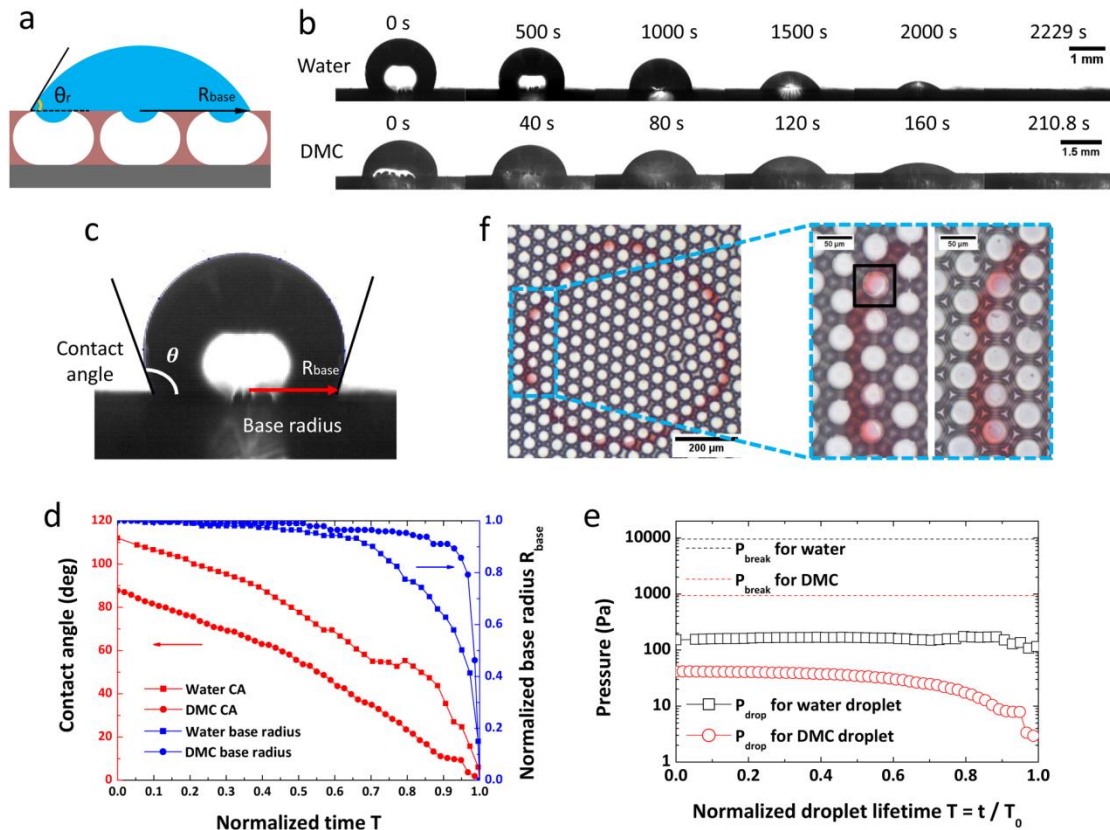 a
θr
Rbase
b
0 s 500 s 1000 s 1500 s 2000 s 2229 s
Water
1 mm
0 s 40 s 80 s 120 s 160 s 210.8 s
DMC
1.5 mm
c
Contact
angle
θ
Rbase
Base radius
f
200 µm
50 µm
50 µm
d
Contact angle (deg)
120
100
80
60
40
20
0
Water CA
DMC CA
Water base radius
DMC base radius
1.0
0.8
0.6
0.4
0.2
0.0
Normalized base radius Rbase
0.0 0.1 0.2 0.3 0.4 0.5 0.6 0.7 0.8 0.9 1.0
Normalized time T
e
Pressure (Pa)
10000
1000
100
10
1
Pbreak for water
Pbreak for DMC
Pdrop for water droplet
Pdrop for DMC droplet
0.0 0.2 0.4 0.6 0.8 1.0
Normalized droplet lifetime T = t / T0